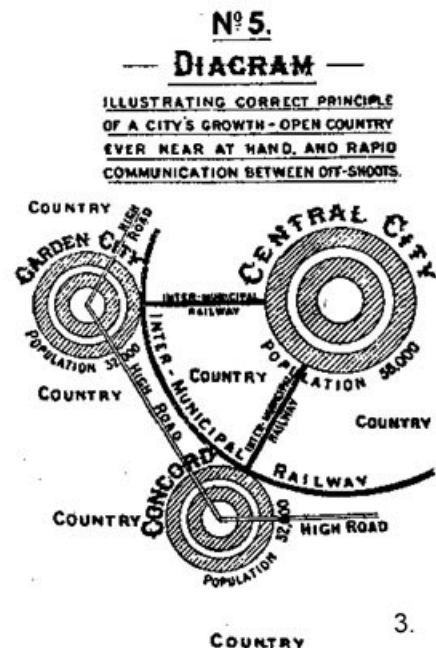 Nº 5.
DIAGRAM
ILLUSTRATING CORRECT PRINCIPLE
OF A CITY'S GROWTH - OPEN COUNTRY
EVER NEAR AT HAND, AND RAPID
COMMUNICATION BETWEEN OFF-SHOOTS.
COUNTRY
HIGH ROAD
GARDEN CITY
POPULATION 32,000
CENTRAL CITY
POPULATION 58,000
INTER-MUNICIPAL
RAILWAY
COUNTRY
COUNTRY
COUNTRY
HIGH ROAD
INTER-MUNICIPAL RAILWAY
INTER-MUNICIPAL
RAILWAY
CONCORD
POPULATION 32,000
COUNTRY
HIGH ROAD
COUNTRY
3.